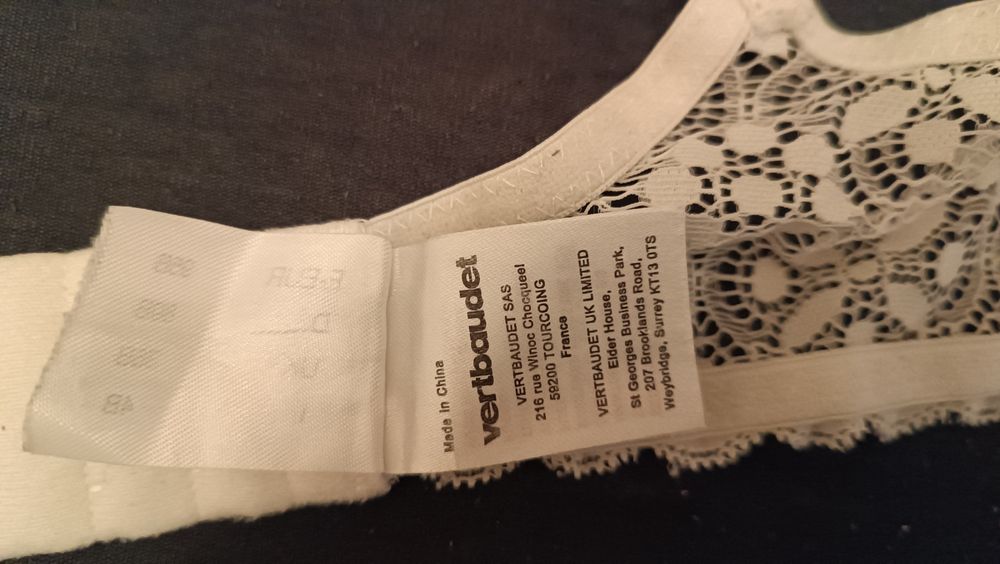 Made in China
vertbaudet
VERTBAUDET SAS
216 rue Winoc Chocqueel
59200 TOURCOING
France
VERTBAUDET UK LIMITED
Elder House,
St Georges Business Park,
207 Brooklands Road,
Weybridge, Surrey KT13 0TS